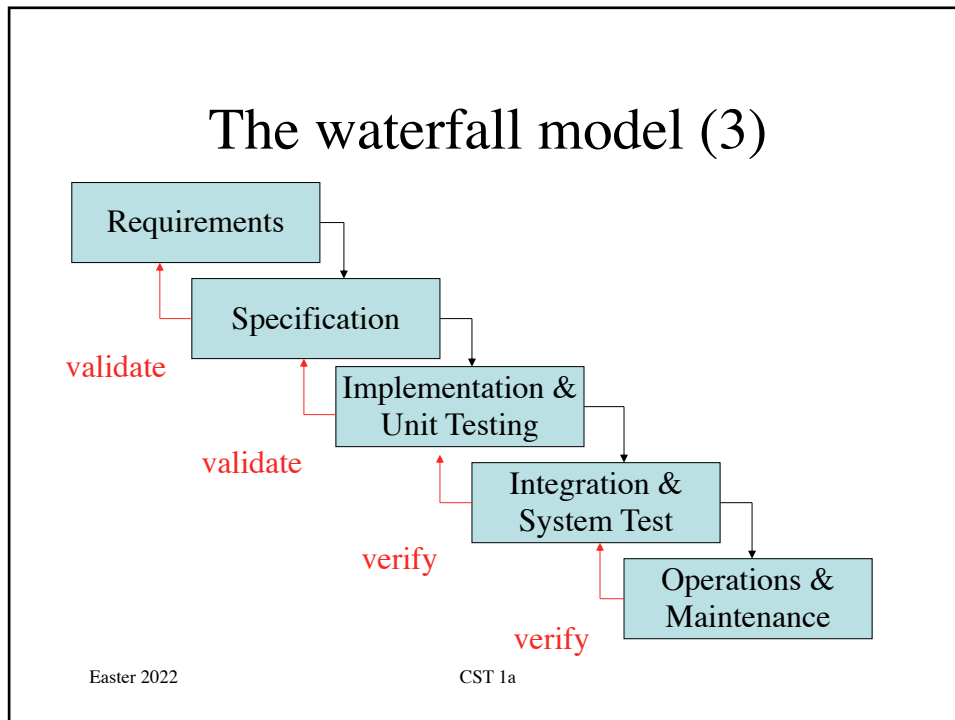 The waterfall model (3)
Requirements
Specification
validate
Implementation &
Unit Testing
validate
Integration &
System Test
verify
Operations &
Maintenance
verify
Easter 2022
CST 1a